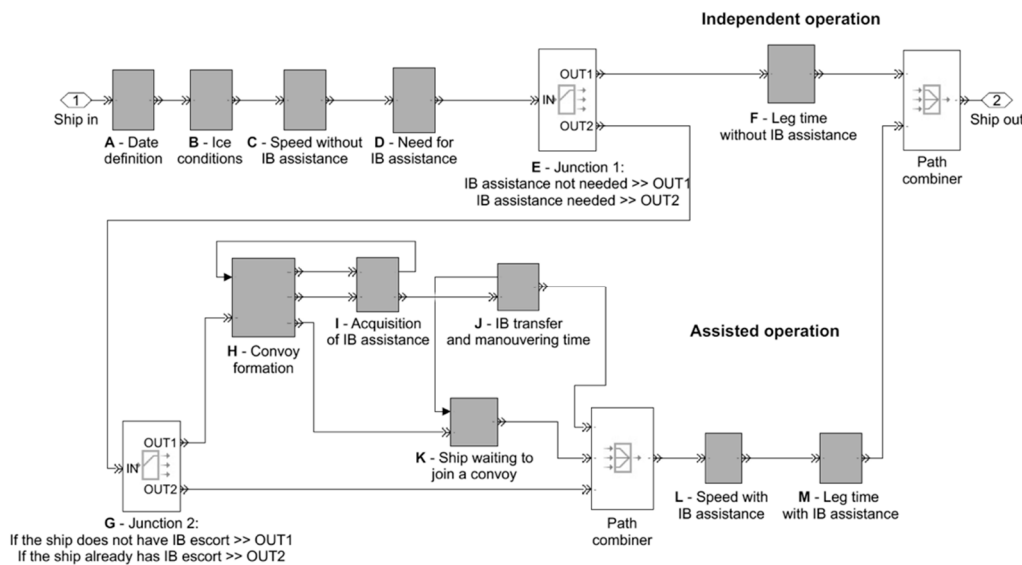 Independent operation
1
Ship in
A - Date
definition
B - Ice
conditions
C - Speed without
IB assistance
D - Need for
IB assistance
IN
OUT1
OUT2
E - Junction 1:
IB assistance not needed >> OUT1
IB assistance needed >> OUT2
F - Leg time
without IB assistance
Path
combiner
2
Ship out
H - Convoy
formation
I - Acquisition
of IB assistance
J - IB transfer
and manouvering time
Assisted operation
K - Ship waiting to
join a convoy
IN
OUT1
OUT2
G - Junction 2:
If the ship does not have IB escort >> OUT1
If the ship already has IB escort >> OUT2
Path
combiner
L - Speed with
IB assistance
M - Leg time
with IB assistance